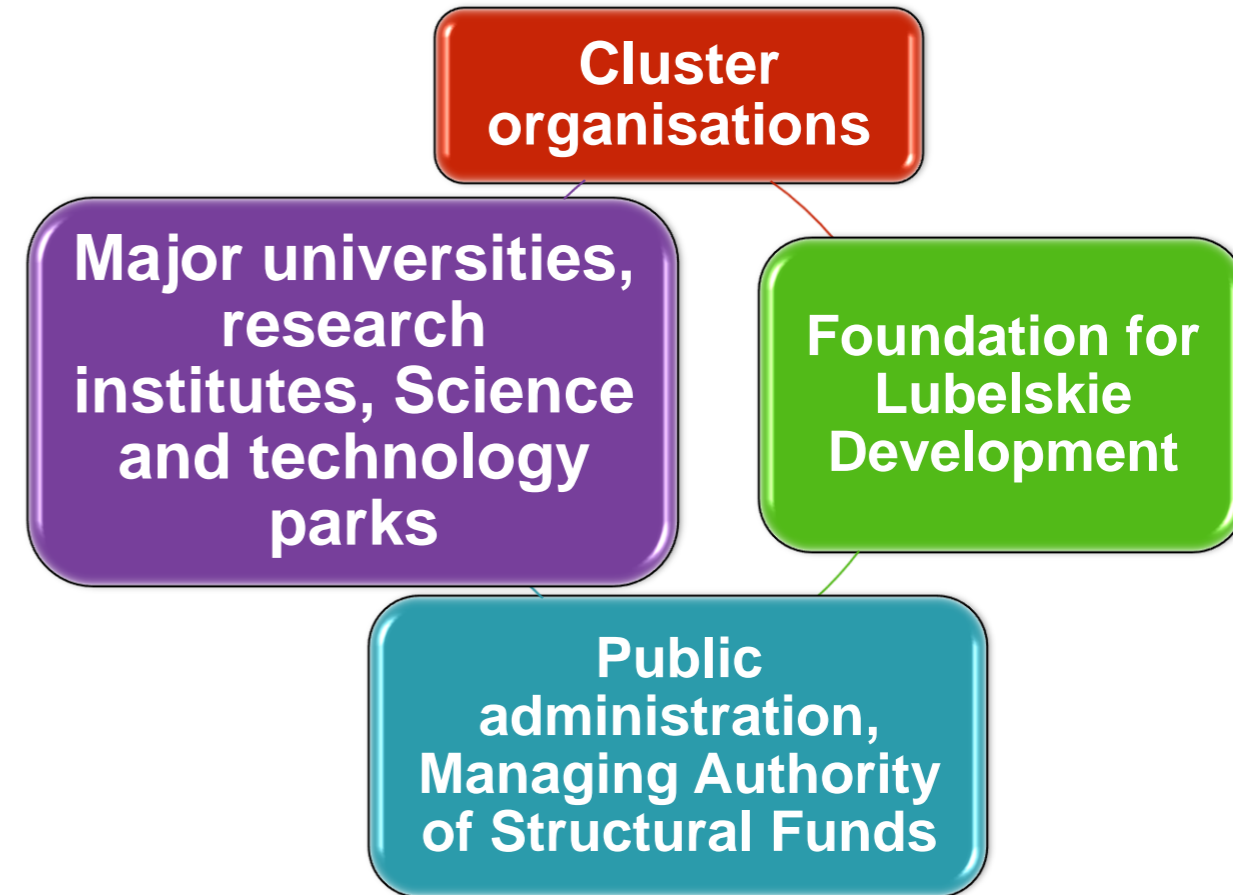 Cluster
organisations
Major universities,
research
institutes, Science
and technology
parks
Foundation for
Lubelskie
Development
Public
administration,
Managing Authority
of Structural Funds